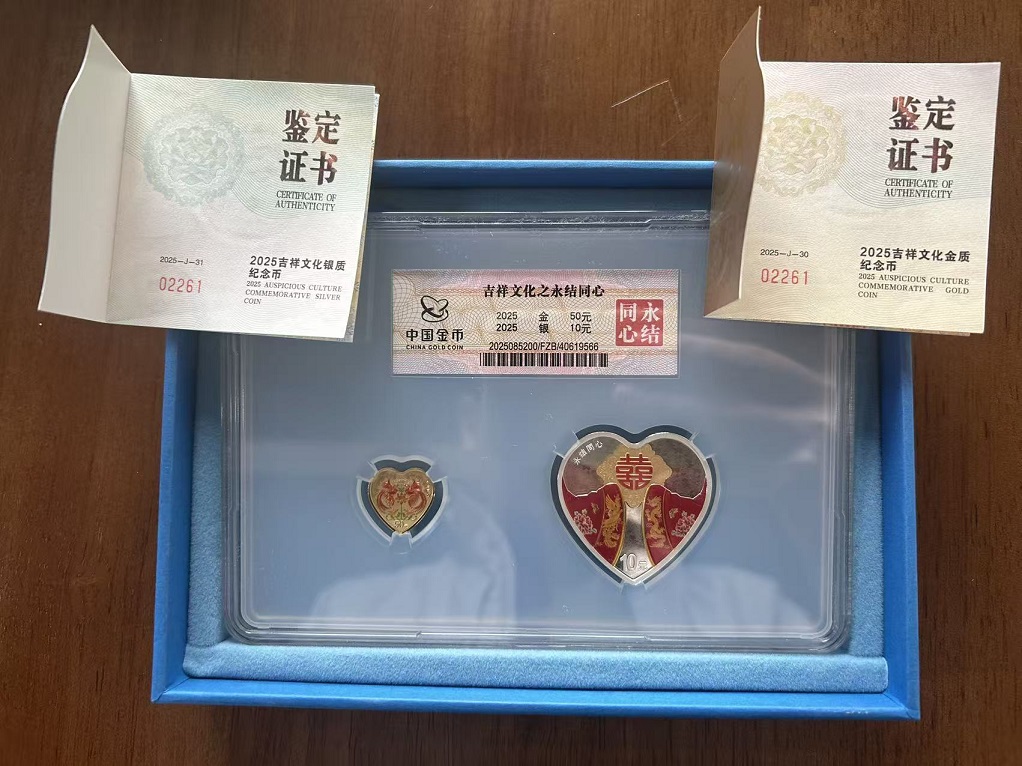 鉴定
证书
CERTIFICATE OF
AUTHENTICITY
2025—J—31
02261
2025吉祥文化银质
纪念币
2025 AUSPICIOUS CULTURE
COMMEMORATIVE SILVER
COIN
鉴定
证书
CERTIFICATE OF
AUTHENTICITY
2025—J—30
02261
2025吉祥文化金质
纪念币
2025 AUSPICIOUS CULTURE
COMMEMORATIVE GOLD
COIN
吉祥文化之永结同心
中国金币
CHINA GOLD COIN
2025 金 50元
2025 银 10元
2025085200/FZB/40619566
永结
同心
永结同心
囍
10元